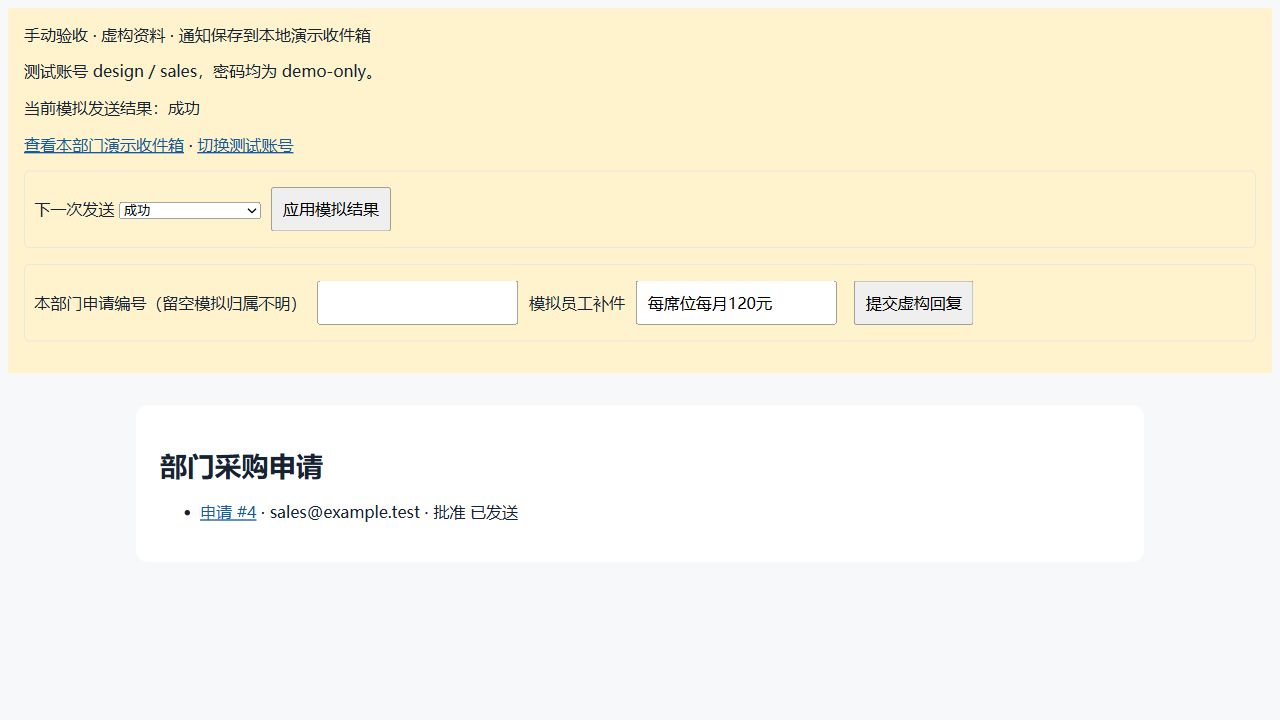 手动验收 · 虚构资料 · 通知保存到本地演示收件箱
测试账号 design / sales，密码均为 demo-only。
当前模拟发送结果：成功
查看本部门演示收件箱 · 切换测试账号
下一次发送 成功 应用模拟结果
本部门申请编号（留空模拟归属不明） 模拟员工补件 每席位每月120元 提交虚构回复
部门采购申请
• 申请 #4 · sales@example.test · 批准 已发送